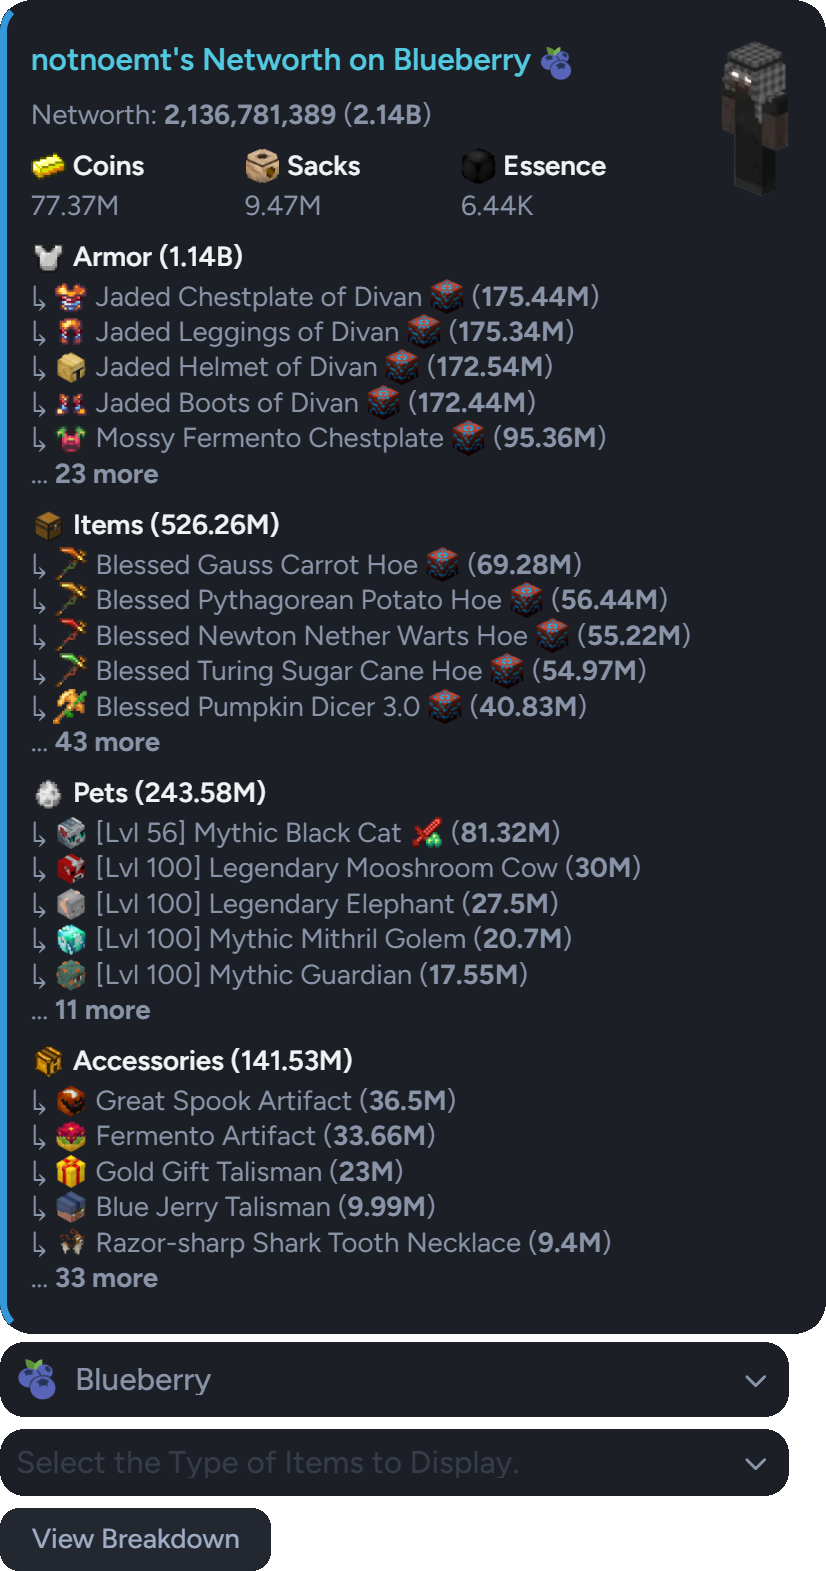 notnoemt's Networth on Blueberry
Networth: 2,136,781,389 (2.14B)
Coins Sacks Essence
77.37M 9.47M 6.44K
Armor (1.14B)
↳ Jaded Chestplate of Divan (175.44M)
↳ Jaded Leggings of Divan (175.34M)
↳ Jaded Helmet of Divan (172.54M)
↳ Jaded Boots of Divan (172.44M)
↳ Mossy Fermento Chestplate (95.36M)
... 23 more
Items (526.26M)
↳ Blessed Gauss Carrot Hoe (69.28M)
↳ Blessed Pythagorean Potato Hoe (56.44M)
↳ Blessed Newton Nether Warts Hoe (55.22M)
↳ Blessed Turing Sugar Cane Hoe (54.97M)
↳ Blessed Pumpkin Dicer 3.0 (40.83M)
... 43 more
Pets (243.58M)
↳ [Lvl 56] Mythic Black Cat (81.32M)
↳ [Lvl 100] Legendary Mooshroom Cow (30M)
↳ [Lvl 100] Legendary Elephant (27.5M)
↳ [Lvl 100] Mythic Mithril Golem (20.7M)
↳ [Lvl 100] Mythic Guardian (17.55M)
... 11 more
Accessories (141.53M)
↳ Great Spook Artifact (36.5M)
↳ Fermento Artifact (33.66M)
↳ Gold Gift Talisman (23M)
↳ Blue Jerry Talisman (9.99M)
↳ Razor-sharp Shark Tooth Necklace (9.4M)
... 33 more
Blueberry
Select the Type of Items to Display.
View Breakdown